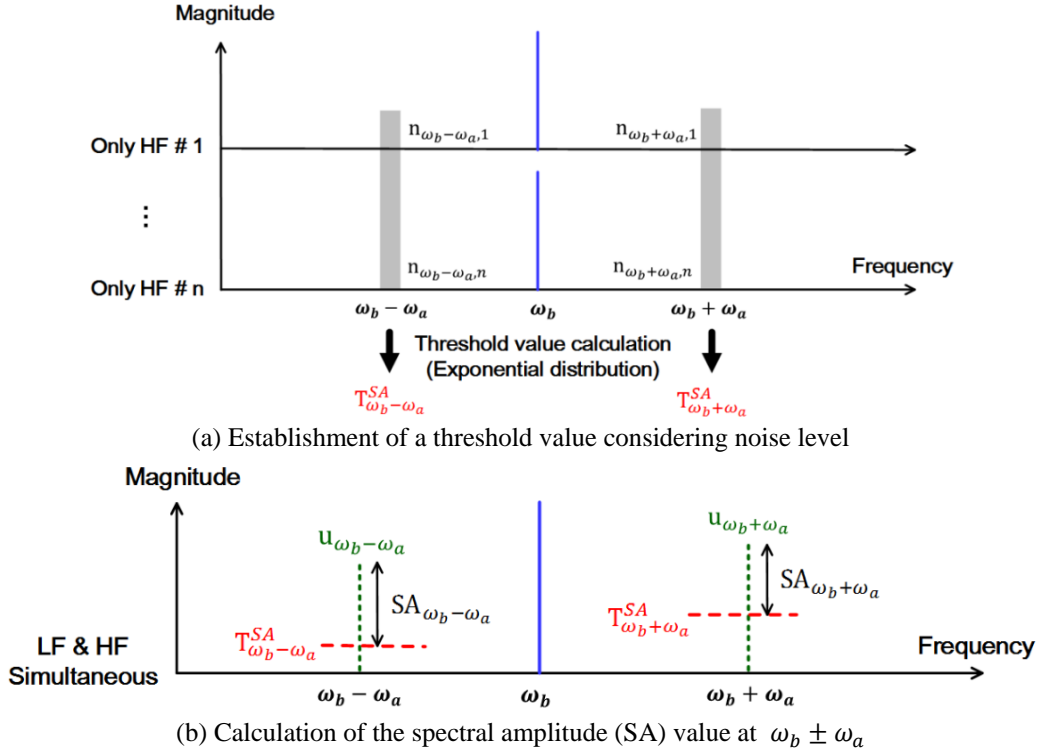 Magnitude
Only HF # 1
n_{ω_b−ω_a,1}
n_{ω_b+ω_a,1}
⋮
n_{ω_b−ω_a,n}
n_{ω_b+ω_a,n}
Frequency
Only HF # n
ω_b − ω_a
ω_b
ω_b + ω_a
Threshold value calculation
(Exponential distribution)
T^{SA}_{ω_b−ω_a}
T^{SA}_{ω_b+ω_a}
(a) Establishment of a threshold value considering noise level
Magnitude
u_{ω_b−ω_a}
u_{ω_b+ω_a}
SA_{ω_b−ω_a}
SA_{ω_b+ω_a}
T^{SA}_{ω_b−ω_a}
T^{SA}_{ω_b+ω_a}
LF & HF
Simultaneous
Frequency
ω_b − ω_a
ω_b
ω_b + ω_a
(b) Calculation of the spectral amplitude (SA) value at ω_b ± ω_a